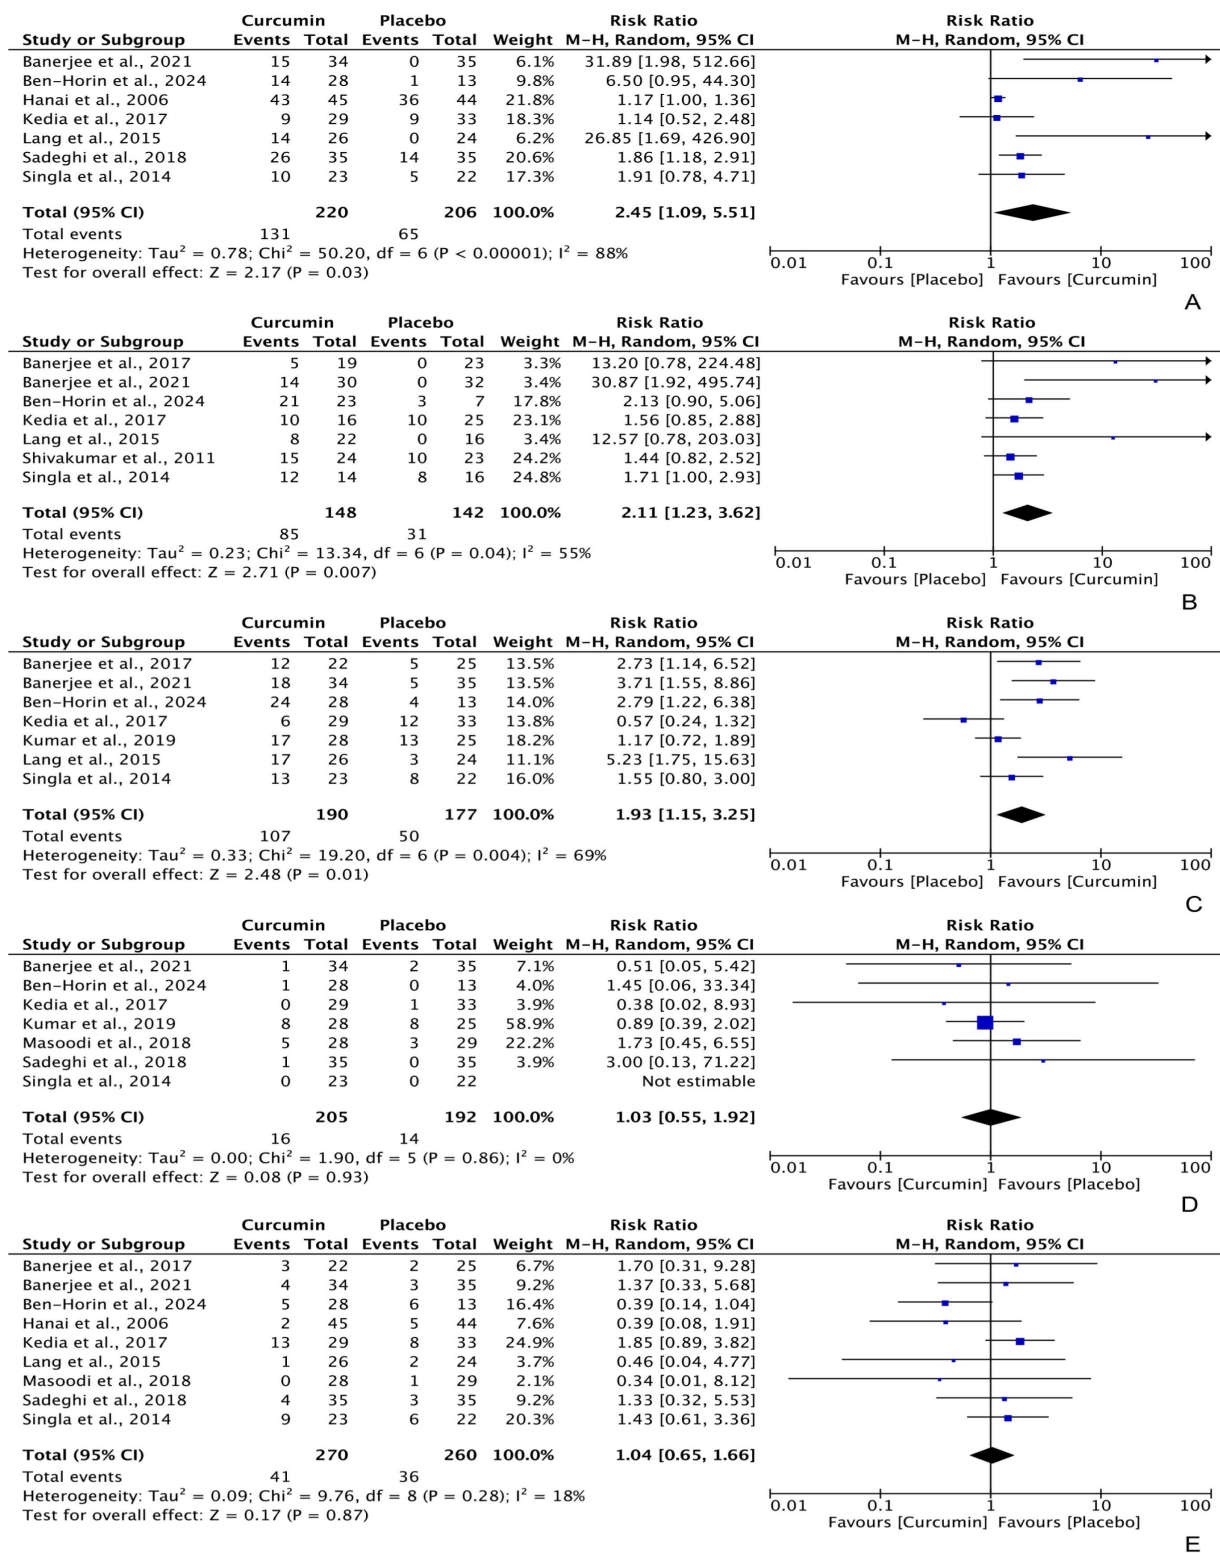 Curcumin Placebo Risk Ratio Risk Ratio
Study or Subgroup Events Total Events Total Weight M-H, Random, 95% CI M-H, Random, 95% CI
Banerjee et al., 2021 15 34 0 35 6.1% 31.89 [1.98, 512.66]
Ben-Horin et al., 2024 14 28 1 13 9.8% 6.50 [0.95, 44.30]
Hanai et al., 2006 43 45 36 44 21.8% 1.17 [1.00, 1.36]
Kedia et al., 2017 9 29 9 33 18.3% 1.14 [0.52, 2.48]
Lang et al., 2015 14 26 0 24 6.2% 26.85 [1.69, 426.90]
Sadeghi et al., 2018 26 35 14 35 20.6% 1.86 [1.18, 2.91]
Singla et al., 2014 10 23 5 22 17.3% 1.91 [0.78, 4.71]
Total (95% CI) 220 206 100.0% 2.45 [1.09, 5.51]
Total events 131 65
Heterogeneity: Tau² = 0.78; Chi² = 50.20, df = 6 (P < 0.00001); I² = 88%
Test for overall effect: Z = 2.17 (P = 0.03)
0.01 0.1 1 10 100
Favours [Placebo] Favours [Curcumin]
A
Curcumin Placebo Risk Ratio Risk Ratio
Study or Subgroup Events Total Events Total Weight M-H, Random, 95% CI M-H, Random, 95% CI
Banerjee et al., 2017 5 19 0 23 3.3% 13.20 [0.78, 224.48]
Banerjee et al., 2021 14 30 0 32 3.4% 30.87 [1.92, 495.74]
Ben-Horin et al., 2024 21 23 3 7 17.8% 2.13 [0.90, 5.06]
Kedia et al., 2017 10 16 10 25 23.1% 1.56 [0.85, 2.88]
Lang et al., 2015 8 22 0 16 3.4% 12.57 [0.78, 203.03]
Shivakumar et al., 2011 15 24 10 23 24.2% 1.44 [0.82, 2.52]
Singla et al., 2014 12 14 8 16 24.8% 1.71 [1.00, 2.93]
Total (95% CI) 148 142 100.0% 2.11 [1.23, 3.62]
Total events 85 31
Heterogeneity: Tau² = 0.23; Chi² = 13.34, df = 6 (P = 0.04); I² = 55%
Test for overall effect: Z = 2.71 (P = 0.007)
0.01 0.1 1 10 100
Favours [Placebo] Favours [Curcumin]
B
Curcumin Placebo Risk Ratio Risk Ratio
Study or Subgroup Events Total Events Total Weight M-H, Random, 95% CI M-H, Random, 95% CI
Banerjee et al., 2017 12 22 5 25 13.5% 2.73 [1.14, 6.52]
Banerjee et al., 2021 18 34 5 35 13.5% 3.71 [1.55, 8.86]
Ben-Horin et al., 2024 24 28 4 13 14.0% 2.79 [1.22, 6.38]
Kedia et al., 2017 6 29 12 33 13.8% 0.57 [0.24, 1.32]
Kumar et al., 2019 17 28 13 25 18.2% 1.17 [0.72, 1.89]
Lang et al., 2015 17 26 3 24 11.1% 5.23 [1.75, 15.63]
Singla et al., 2014 13 23 8 22 16.0% 1.55 [0.80, 3.00]
Total (95% CI) 190 177 100.0% 1.93 [1.15, 3.25]
Total events 107 50
Heterogeneity: Tau² = 0.33; Chi² = 19.20, df = 6 (P = 0.004); I² = 69%
Test for overall effect: Z = 2.48 (P = 0.01)
0.01 0.1 1 10 100
Favours [Placebo] Favours [Curcumin]
C
Curcumin Placebo Risk Ratio Risk Ratio
Study or Subgroup Events Total Events Total Weight M-H, Random, 95% CI M-H, Random, 95% CI
Banerjee et al., 2021 1 34 2 35 7.1% 0.51 [0.05, 5.42]
Ben-Horin et al., 2024 1 28 0 13 4.0% 1.45 [0.06, 33.34]
Kedia et al., 2017 0 29 1 33 3.9% 0.38 [0.02, 8.93]
Kumar et al., 2019 8 28 8 25 58.9% 0.89 [0.39, 2.02]
Masoodi et al., 2018 5 28 3 29 22.2% 1.73 [0.45, 6.55]
Sadeghi et al., 2018 1 35 0 35 3.9% 3.00 [0.13, 71.22]
Singla et al., 2014 0 23 0 22 Not estimable
Total (95% CI) 205 192 100.0% 1.03 [0.55, 1.92]
Total events 16 14
Heterogeneity: Tau² = 0.00; Chi² = 1.90, df = 5 (P = 0.86); I² = 0%
Test for overall effect: Z = 0.08 (P = 0.93)
0.01 0.1 1 10 100
Favours [Curcumin] Favours [Placebo]
D
Curcumin Placebo Risk Ratio Risk Ratio
Study or Subgroup Events Total Events Total Weight M-H, Random, 95% CI M-H, Random, 95% CI
Banerjee et al., 2017 3 22 2 25 6.7% 1.70 [0.31, 9.28]
Banerjee et al., 2021 4 34 3 35 9.2% 1.37 [0.33, 5.68]
Ben-Horin et al., 2024 5 28 6 13 16.4% 0.39 [0.14, 1.04]
Hanai et al., 2006 2 45 5 44 7.6% 0.39 [0.08, 1.91]
Kedia et al., 2017 13 29 8 33 24.9% 1.85 [0.89, 3.82]
Lang et al., 2015 1 26 2 24 3.7% 0.46 [0.04, 4.77]
Masoodi et al., 2018 0 28 1 29 2.1% 0.34 [0.01, 8.12]
Sadeghi et al., 2018 4 35 3 35 9.2% 1.33 [0.32, 5.53]
Singla et al., 2014 9 23 6 22 20.3% 1.43 [0.61, 3.36]
Total (95% CI) 270 260 100.0% 1.04 [0.65, 1.66]
Total events 41 36
Heterogeneity: Tau² = 0.09; Chi² = 9.76, df = 8 (P = 0.28); I² = 18%
Test for overall effect: Z = 0.17 (P = 0.87)
0.01 0.1 1 10 100
Favours [Curcumin] Favours [Placebo]
E